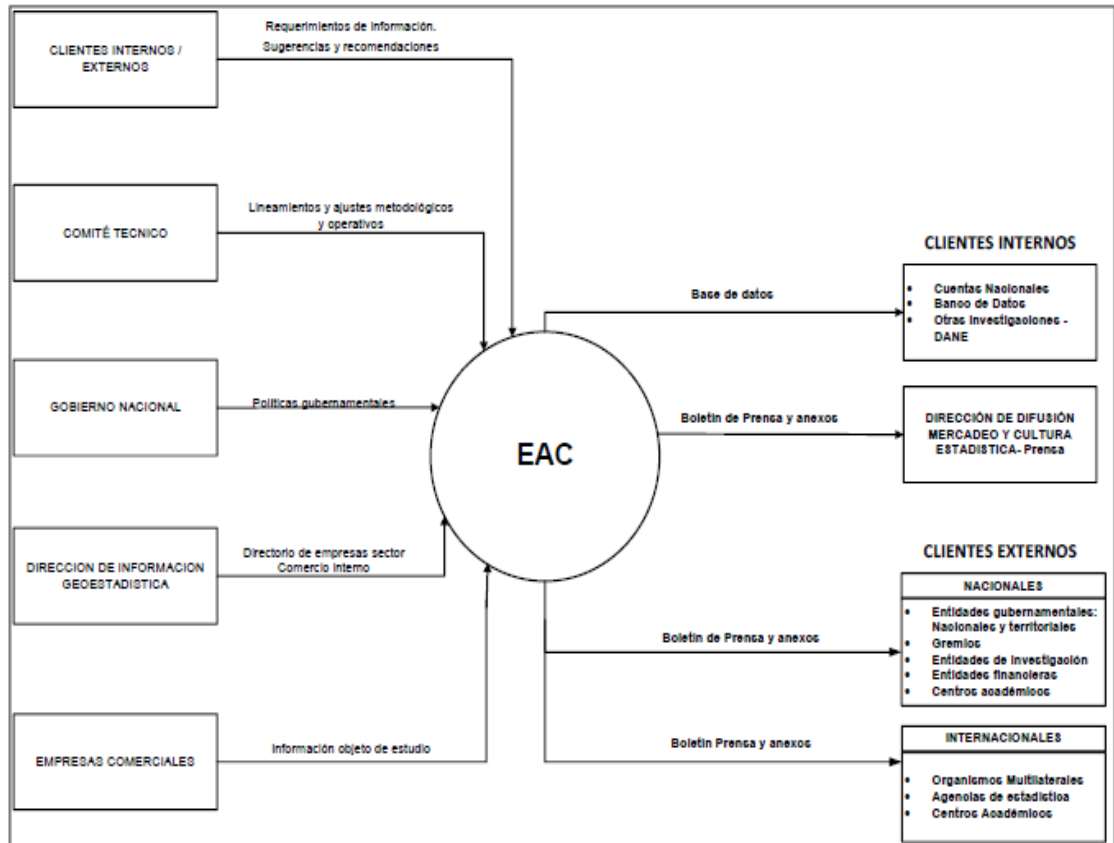 CLIENTES INTERNOS /
EXTERNOS
Requerimientos de información.
Sugerencias y recomendaciones
COMITÉ TECNICO
Lineamientos y ajustes metodológicos
y operativos
GOBIERNO NACIONAL
Políticas gubernamentales
DIRECCION DE INFORMACION
GEOESTADISTICA
Directorio de empresas sector
Comercio Interno
EMPRESAS COMERCIALES
Información objeto de estudio
EAC
Base de datos
CLIENTES INTERNOS
• Cuentas Nacionales
• Banco de Datos
• Otras Investigaciones -
DANE
Boletin de Prensa y anexos
DIRECCIÓN DE DIFUSIÓN
MERCADEO Y CULTURA
ESTADISTICA- Prensa
CLIENTES EXTERNOS
Boletin de Prensa y anexos
NACIONALES
• Entidades gubernamentales:
Nacionales y territoriales
• Gremios
• Entidades de Investigación
• Entidades financieras
• Centros académicos
Boletin Prensa y anexos
INTERNACIONALES
• Organismos Multilaterales
• Agencias de estadística
• Centros Académicos